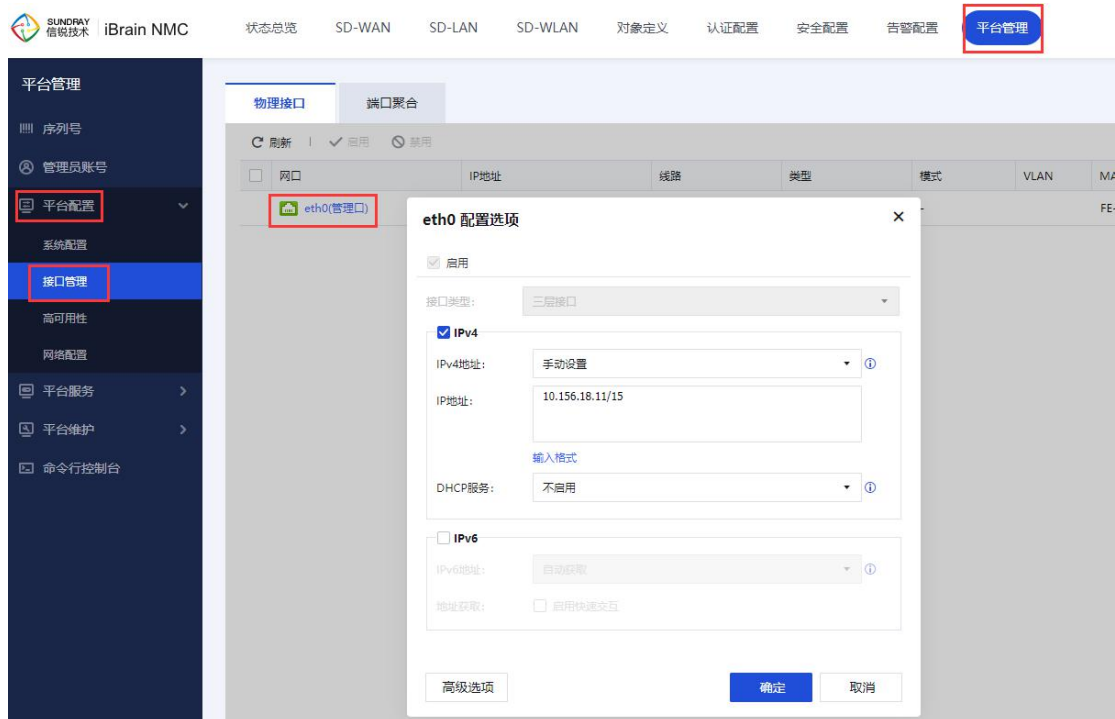 SUNDRAY
信锐技术 iBrain NMC 状态总览 SD-WAN SD-LAN SD-WLAN 对象定义 认证配置 安全配置 告警配置 平台管理
平台管理
序列号
管理员账号
平台配置
系统配置
接口管理
高可用性
网络配置
平台服务
平台维护
命令行控制台
物理接口 端口聚合
刷新 启用 禁用
网口 IP地址 线路 类型 模式 VLAN MA
eth0(管理口) - FE-
eth0 配置选项
启用
接口类型: 三层接口
IPv4
IPv4地址: 手动设置
IP地址: 10.156.18.11/15
输入格式
DHCP服务: 不启用
IPv6
IPv6地址: 自动获取
地址获取: 启用快速交互
高级选项 确定 取消